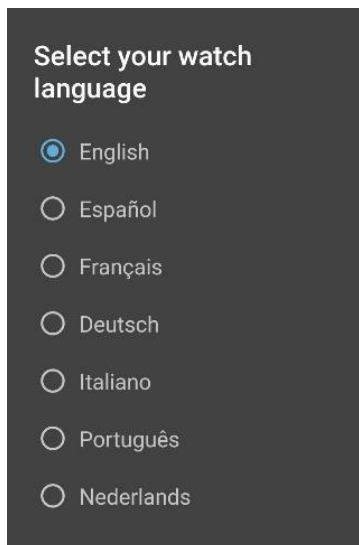 Select your watch
language
English
Español
Français
Deutsch
Italiano
Português
Nederlands